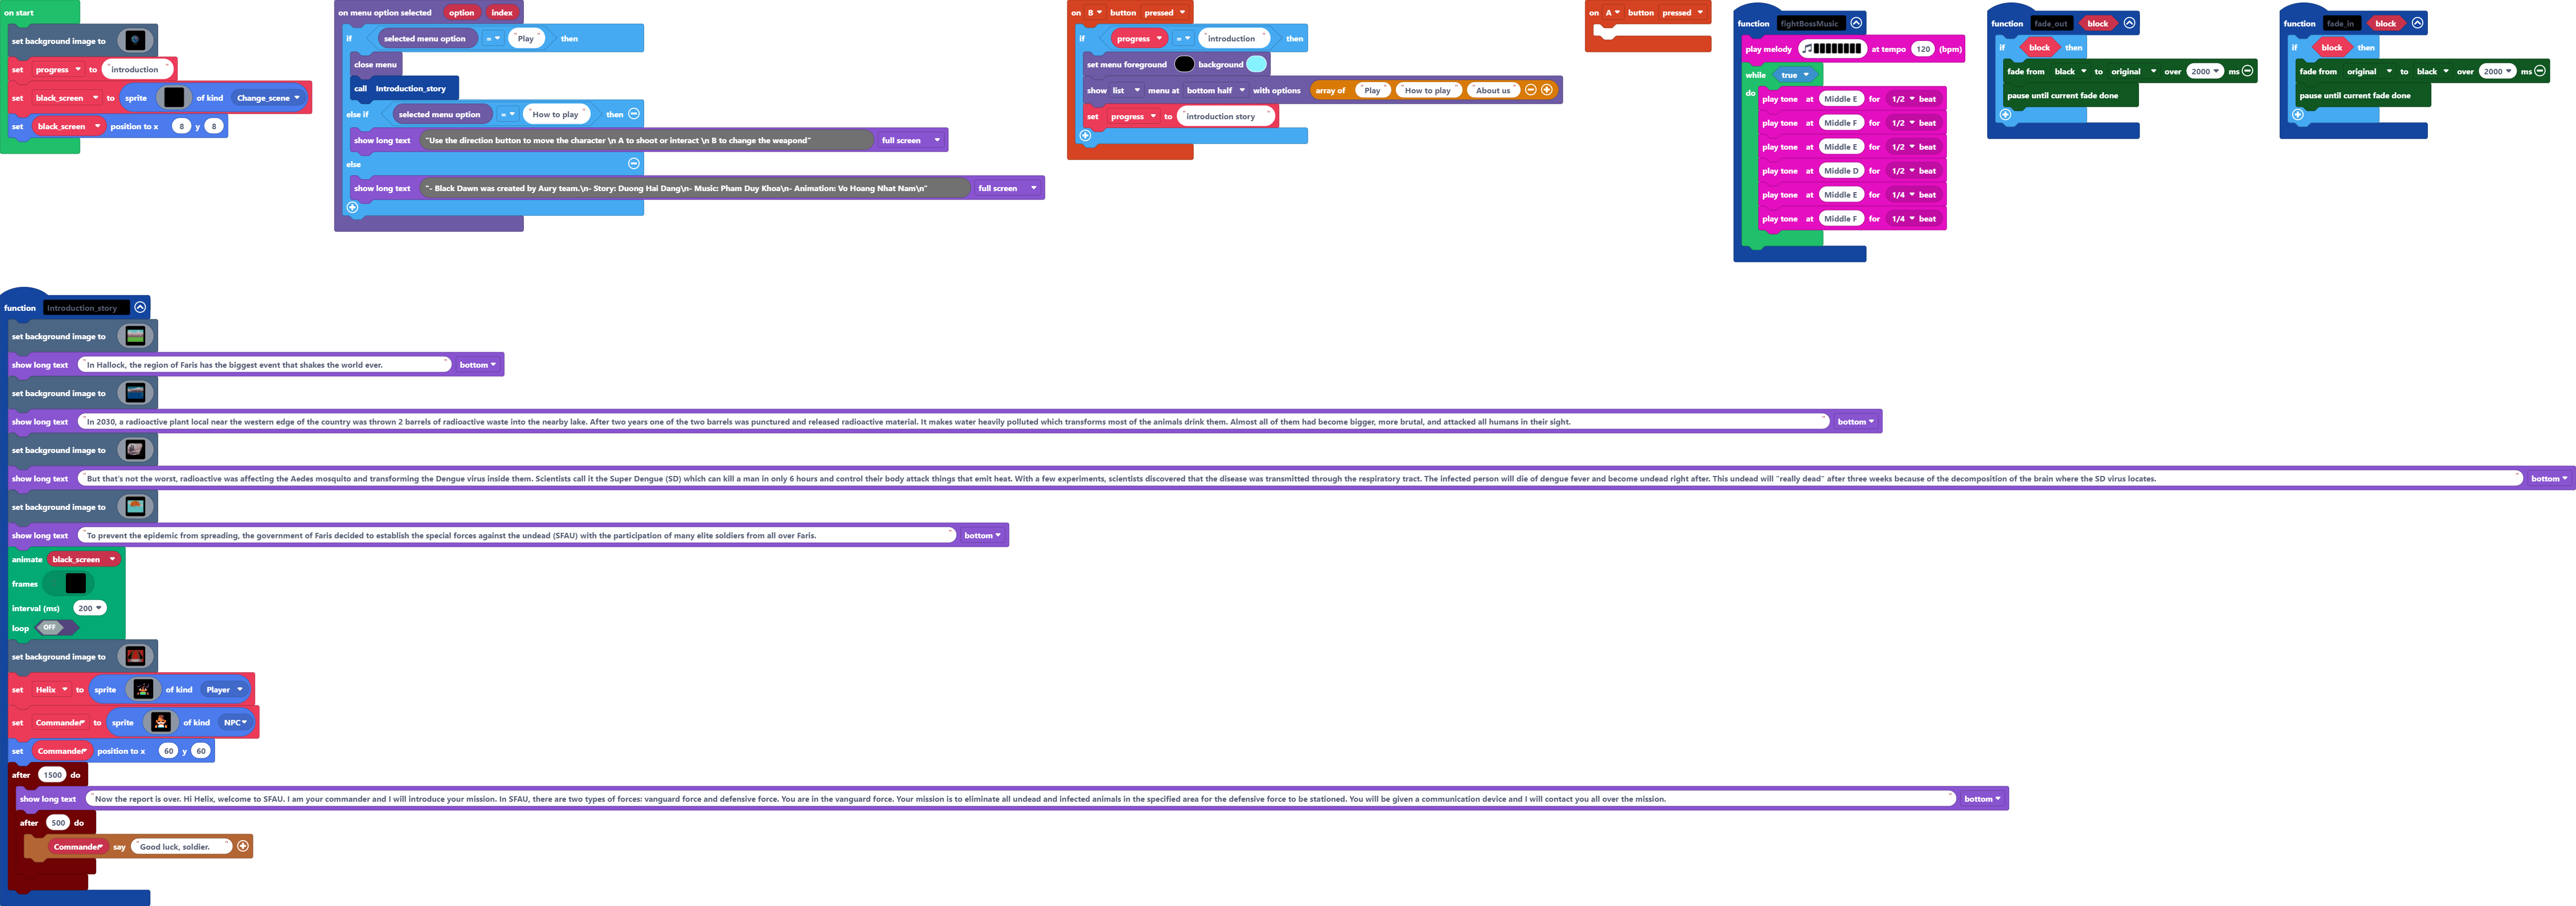 on start
set background image to
set progress to "introduction"
set black_screen to sprite of kind Change_scene
set black_screen position to x 8 y 8
on menu option selected option index
if selected menu option = "Play" then
close menu
call Introduction_story
else if selected menu option = "How to play" then
show long text "Use the direction button to move the character \n A to shoot or interact \n B to change the weapond" full screen
else
show long text "- Black Dawn was created by Aury team.\n- Story: Duong Hai Dang\n- Music: Pham Duy Khoa\n- Animation: Vo Hoang Nhat Nam\n" full screen
on B button pressed
if progress = "introduction" then
set menu foreground background
show list menu at bottom half with options array of "Play" "How to play" "About us"
set progress to "introduction story"
on A button pressed
function fightBossMusic
play melody at tempo 120 (bpm)
while true
do
play tone at Middle E for 1/2 beat
play tone at Middle F for 1/2 beat
play tone at Middle E for 1/2 beat
play tone at Middle D for 1/2 beat
play tone at Middle E for 1/4 beat
play tone at Middle F for 1/4 beat
function fade_out block
if block then
fade from black to original over 2000 ms
pause until current fade done
function fade_in block
if block then
fade from original to black over 2000 ms
pause until current fade done
function Introduction_story
set background image to
show long text "In Hallock, the region of Faris has the biggest event that shakes the world ever." bottom
set background image to
show long text "In 2030, a radioactive plant local near the western edge of the country was thrown 2 barrels of radioactive waste into the nearby lake. After two years one of the two barrels was punctured and released radioactive material. It makes water heavily polluted which transforms most of the animals drink them. Almost all of them had become bigger, more brutal, and attacked all humans in their sight." bottom
set background image to
show long text "But that's not the worst, radioactive was affecting the Aedes mosquito and transforming the Dengue virus inside them. Scientists call it the Super Dengue (SD) which can kill a man in only 6 hours and control their body attack things that emit heat. With a few experiments, scientists discovered that the disease was transmitted through the respiratory tract. The infected person will die of dengue fever and become undead right after. This undead will "really dead" after three weeks because of the decomposition of the brain where the SD virus locates." bottom
set background image to
show long text "To prevent the epidemic from spreading, the government of Faris decided to establish the special forces against the undead (SFAU) with the participation of many elite soldiers from all over Faris." bottom
animate black_screen
frames
interval (ms) 200
loop OFF
set background image to
set Helix to sprite of kind Player
set Commander to sprite of kind NPC
set Commander position to x 60 y 60
after 1500 do
show long text "Now the report is over. Hi Helix, welcome to SFAU. I am your commander and I will introduce your mission. In SFAU, there are two types of forces: vanguard force and defensive force. You are in the vanguard force. Your mission is to eliminate all undead and infected animals in the specified area for the defensive force to be stationed. You will be given a communication device and I will contact you all over the mission." bottom
after 500 do
Commander say "Good luck, soldier."